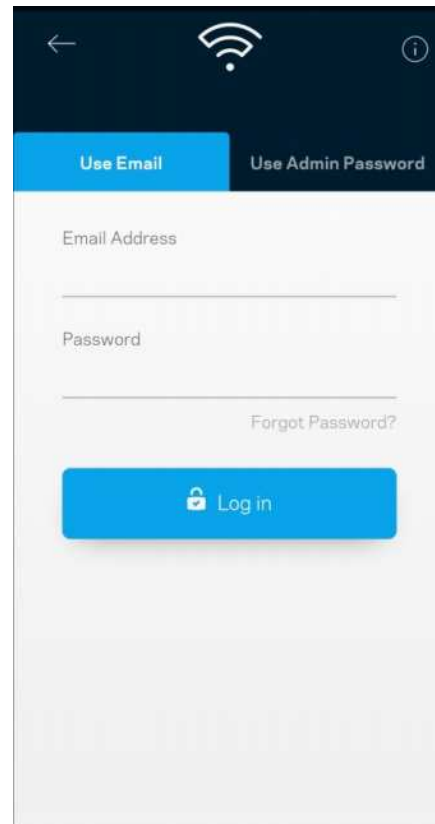 Use Email
Use Admin Password
Email Address
Password
Forgot Password?
Log in